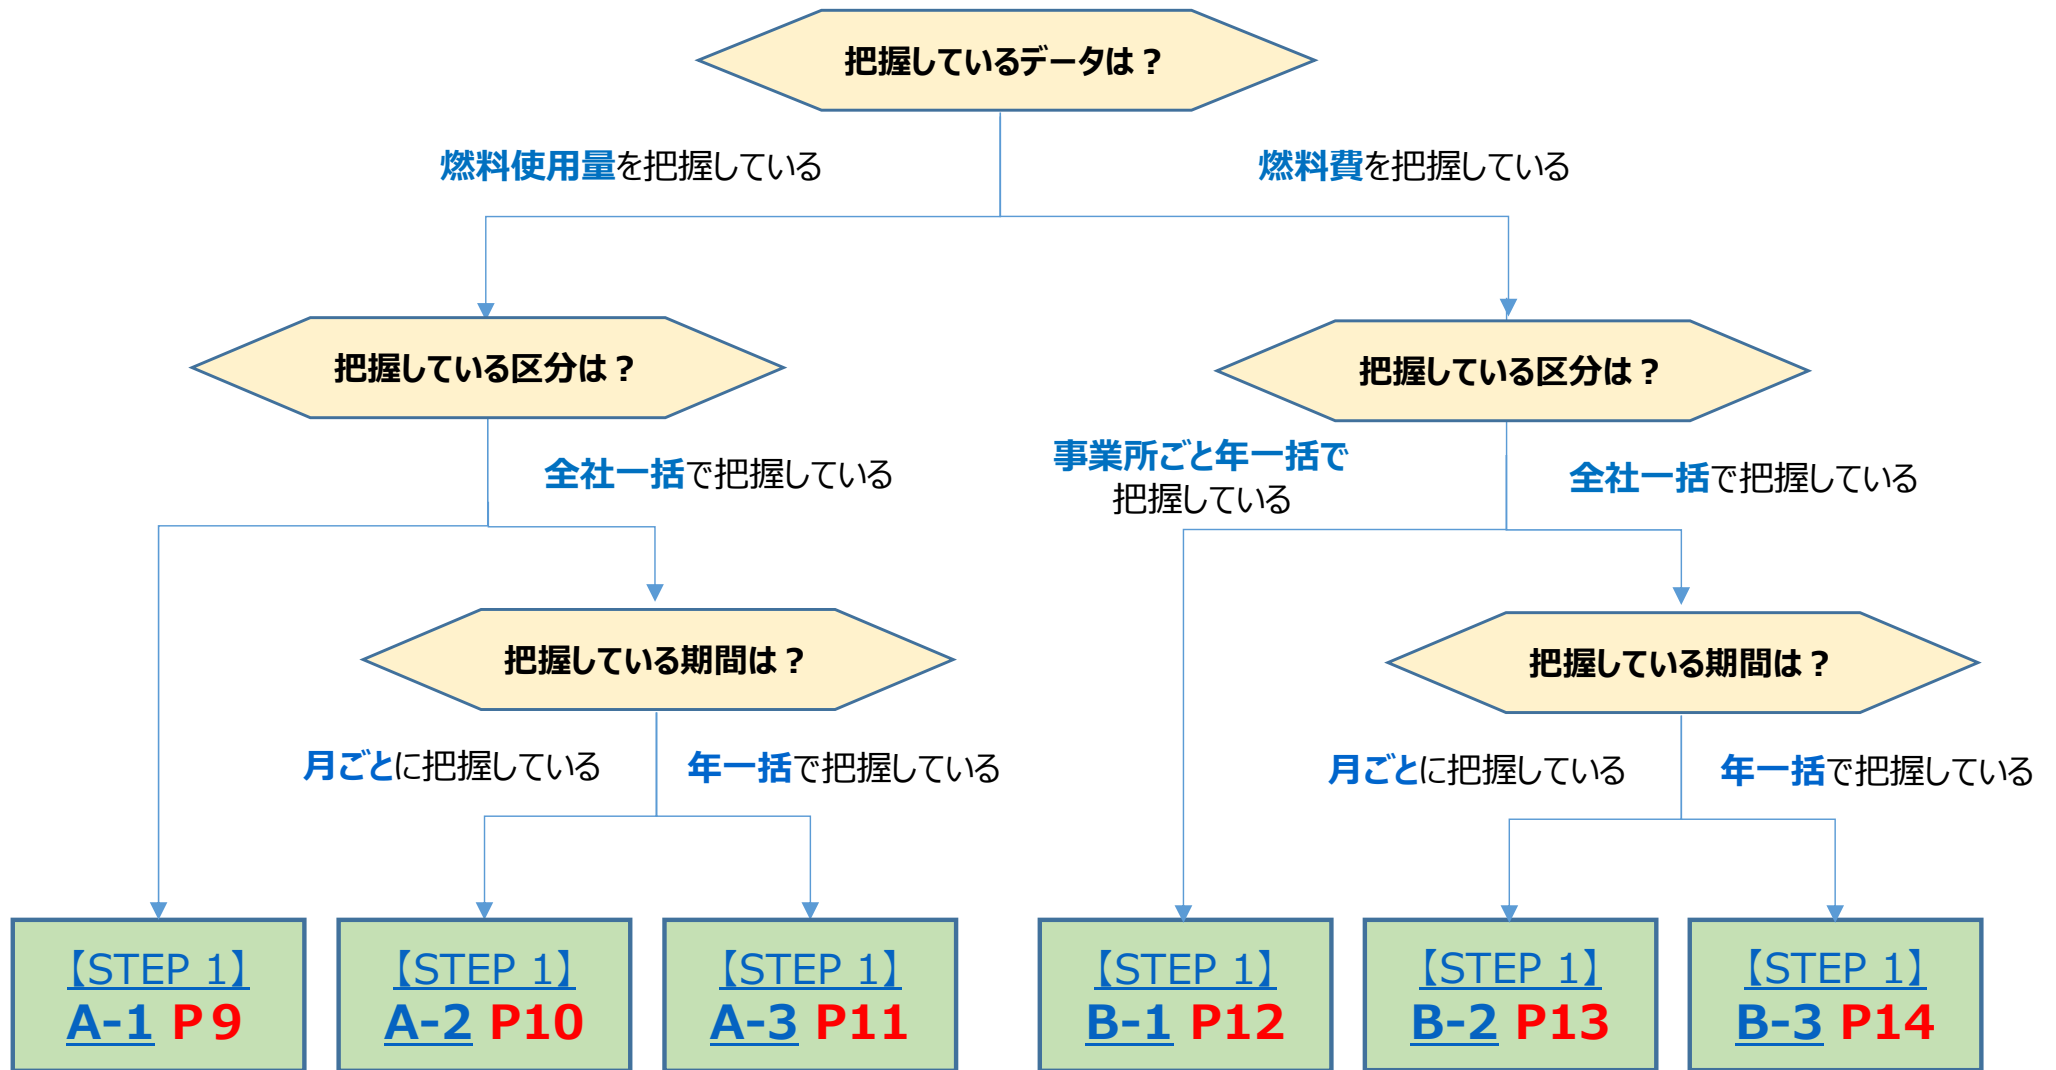 把握しているデータは？
燃料使用量を把握している
燃料費を把握している
把握している区分は？
把握している区分は？
全社一括で把握している
事業所ごと年一括で
把握している
全社一括で把握している
把握している期間は？
把握している期間は？
月ごとに把握している
年一括で把握している
月ごとに把握している
年一括で把握している
【STEP 1】
A-1 P9
【STEP 1】
A-2 P10
【STEP 1】
A-3 P11
【STEP 1】
B-1 P12
【STEP 1】
B-2 P13
【STEP 1】
B-3 P14